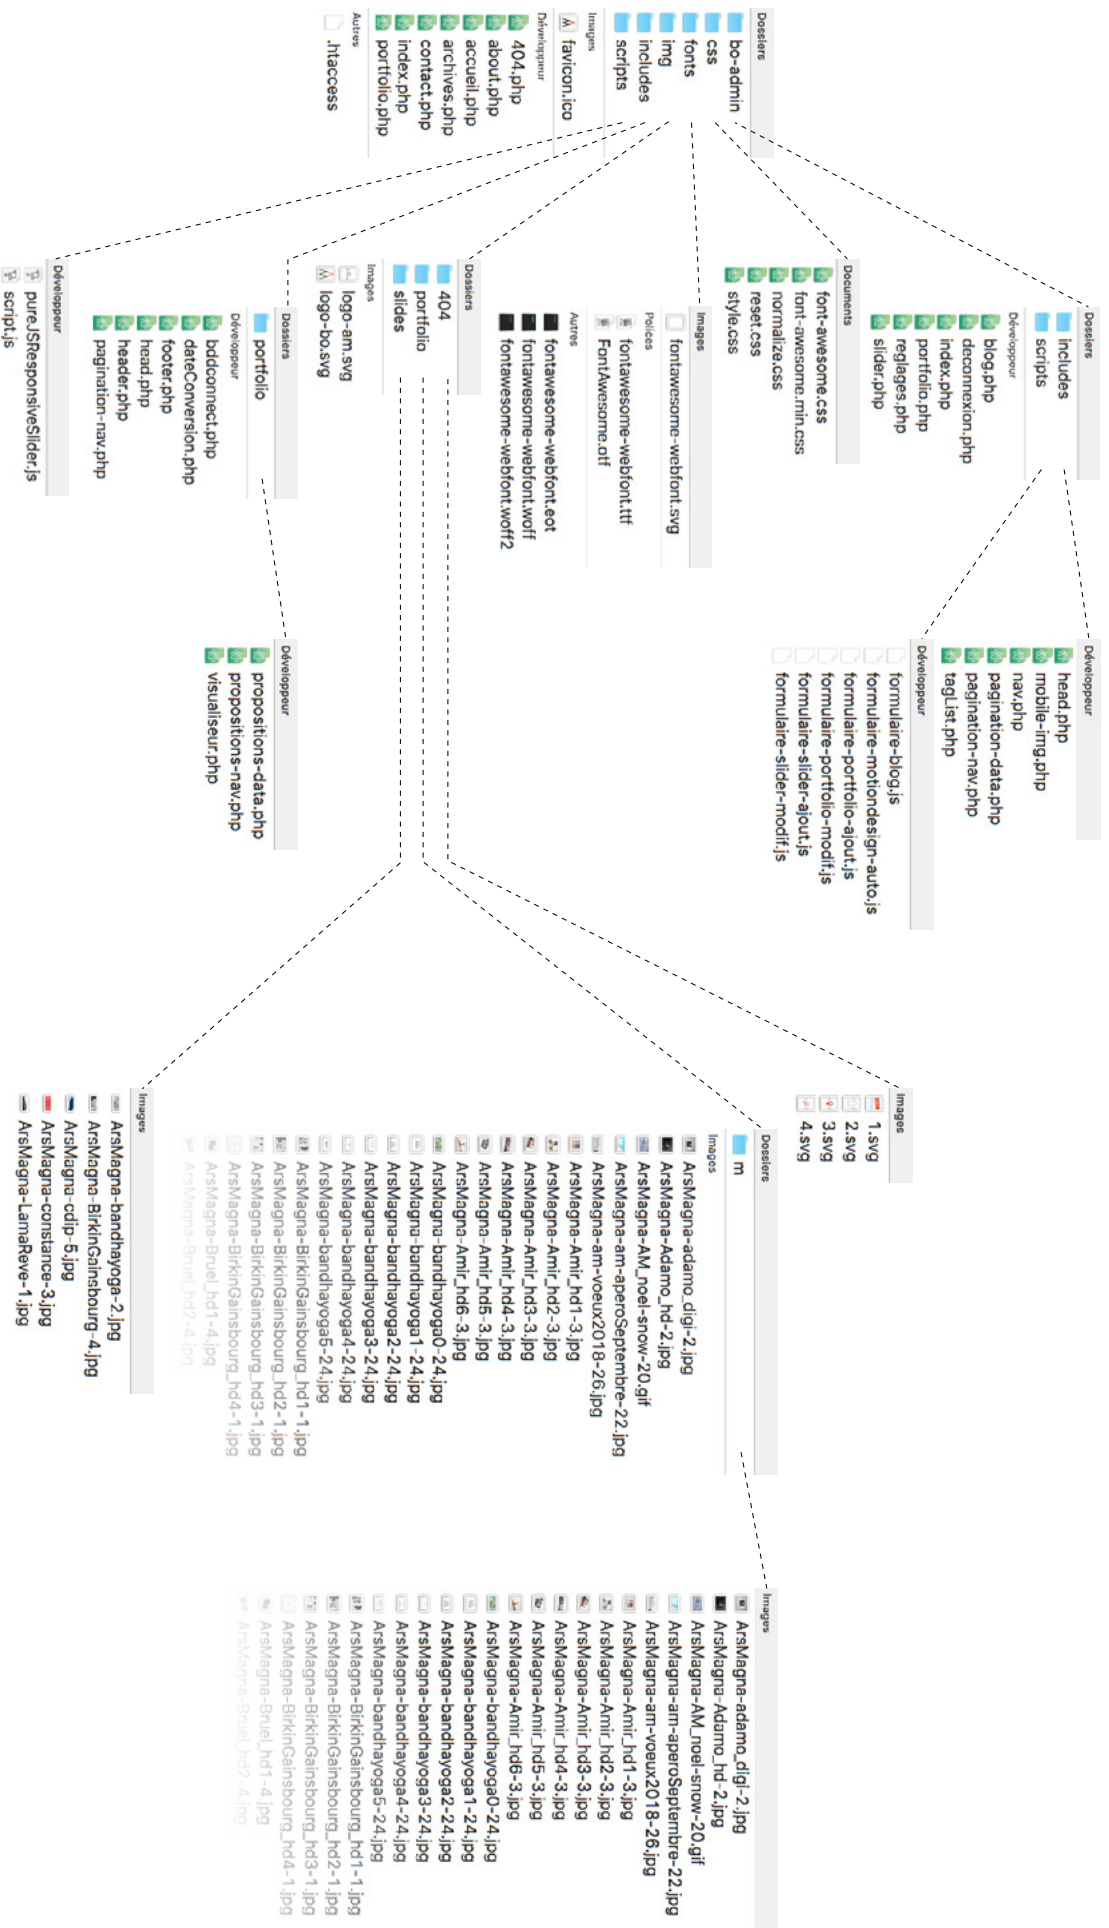 Dossiers
bo-admin
css
fonts
img
includes
scripts
Images
favicon.ico
Développeur
404.php
about.php
accueil.php
archives.php
contact.php
index.php
portfolio.php
Autres
.htaccess
Dossiers
includes
scripts
Développeur
blog.php
deconnexion.php
index.php
portfolio.php
reglages.php
slider.php
Documents
font-awesome.css
font-awesome.min.css
normalize.css
reset.css
style.css
Images
fontawesome-webfont.svg
Polices
fontawesome-webfont.ttf
FontAwesome.otf
Autres
fontawesome-webfont.eot
fontawesome-webfont.woff
fontawesome-webfont.woff2
Dossiers
404
portfolio
slides
Images
logo-am.svg
logo-bo.svg
Dossiers
portfolio
Développeur
bddconnect.php
dateConversion.php
footer.php
head.php
header.php
pagination-nav.php
Développeur
pureJSResponsiveSlider.js
script.js
Développeur
head.php
mobile-img.php
nav.php
pagination-data.php
pagination-nav.php
tagList.php
Développeur
formulaire-blog.js
formulaire-motiondesign-auto.js
formulaire-portfolio-ajout.js
formulaire-portfolio-modif.js
formulaire-slider-ajout.js
formulaire-slider-modif.js
Développeur
propositions-data.php
propositions-nav.php
visualiseur.php
Images
1.svg
2.svg
3.svg
4.svg
Dossiers
m
Images
ArsMagna-adamo_digi-2.jpg
ArsMagna-Adamo_hd-2.jpg
ArsMagna-AM_noel-snow-20.gif
ArsMagna-am-aperoSeptembre-22.jpg
ArsMagna-am-voeux2018-26.jpg
ArsMagna-Amir_hd1-3.jpg
ArsMagna-Amir_hd2-3.jpg
ArsMagna-Amir_hd3-3.jpg
ArsMagna-Amir_hd4-3.jpg
ArsMagna-Amir_hd5-3.jpg
ArsMagna-Amir_hd6-3.jpg
ArsMagna-bandhayoga0-24.jpg
ArsMagna-bandhayoga1-24.jpg
ArsMagna-bandhayoga2-24.jpg
ArsMagna-bandhayoga3-24.jpg
ArsMagna-bandhayoga4-24.jpg
ArsMagna-bandhayoga5-24.jpg
ArsMagna-BirkinGainsbourg_hd1-1.jpg
ArsMagna-BirkinGainsbourg_hd2-1.jpg
ArsMagna-BirkinGainsbourg_hd3-1.jpg
ArsMagna-BirkinGainsbourg_hd4-1.jpg
ArsMagna-Bruel_hd1-4.jpg
ArsMagna-Bruel_hd2-4.jpg
Images
ArsMagna-bandhayoga-2.jpg
ArsMagna-BirkinGainsbourg-4.jpg
ArsMagna-cdip-5.jpg
ArsMagna-constance-3.jpg
ArsMagna-LamaReve-1.jpg
Images
ArsMagna-adamo_digi-2.jpg
ArsMagna-Adamo_hd-2.jpg
ArsMagna-AM_noel-snow-20.gif
ArsMagna-am-aperoSeptembre-22.jpg
ArsMagna-am-voeux2018-26.jpg
ArsMagna-Amir_hd1-3.jpg
ArsMagna-Amir_hd2-3.jpg
ArsMagna-Amir_hd3-3.jpg
ArsMagna-Amir_hd4-3.jpg
ArsMagna-Amir_hd5-3.jpg
ArsMagna-Amir_hd6-3.jpg
ArsMagna-bandhayoga0-24.jpg
ArsMagna-bandhayoga1-24.jpg
ArsMagna-bandhayoga2-24.jpg
ArsMagna-bandhayoga3-24.jpg
ArsMagna-bandhayoga4-24.jpg
ArsMagna-bandhayoga5-24.jpg
ArsMagna-BirkinGainsbourg_hd1-1.jpg
ArsMagna-BirkinGainsbourg_hd2-1.jpg
ArsMagna-BirkinGainsbourg_hd3-1.jpg
ArsMagna-BirkinGainsbourg_hd4-1.jpg
ArsMagna-Bruel_hd1-4.jpg
ArsMagna-Bruel_hd2-4.jpg